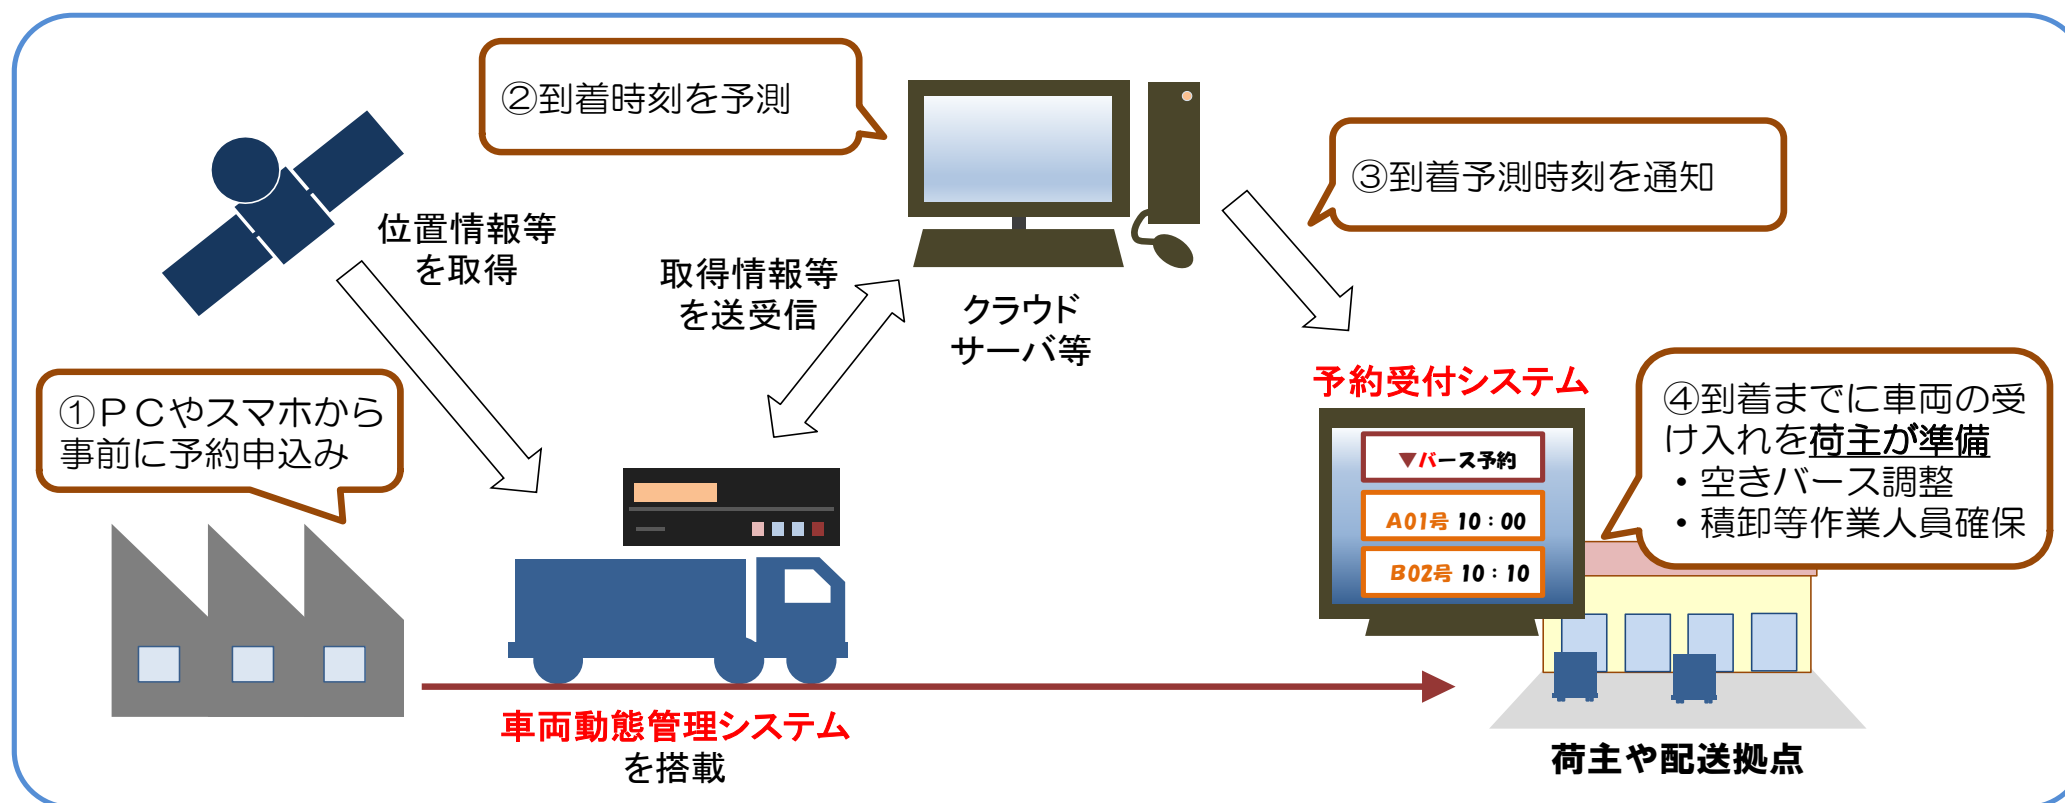 ②到着時刻を予測
③到着予測時刻を通知
位置情報等
を取得
取得情報等
を送受信
クラウド
サーバ等
①ＰＣやスマホから
事前に予約申込み
予約受付システム
▼バース予約
A01号 10：00
B02号 10：10
④到着までに車両の受
け入れを荷主が準備
・空きバース調整
・積卸等作業人員確保
車両動態管理システム
を搭載
荷主や配送拠点